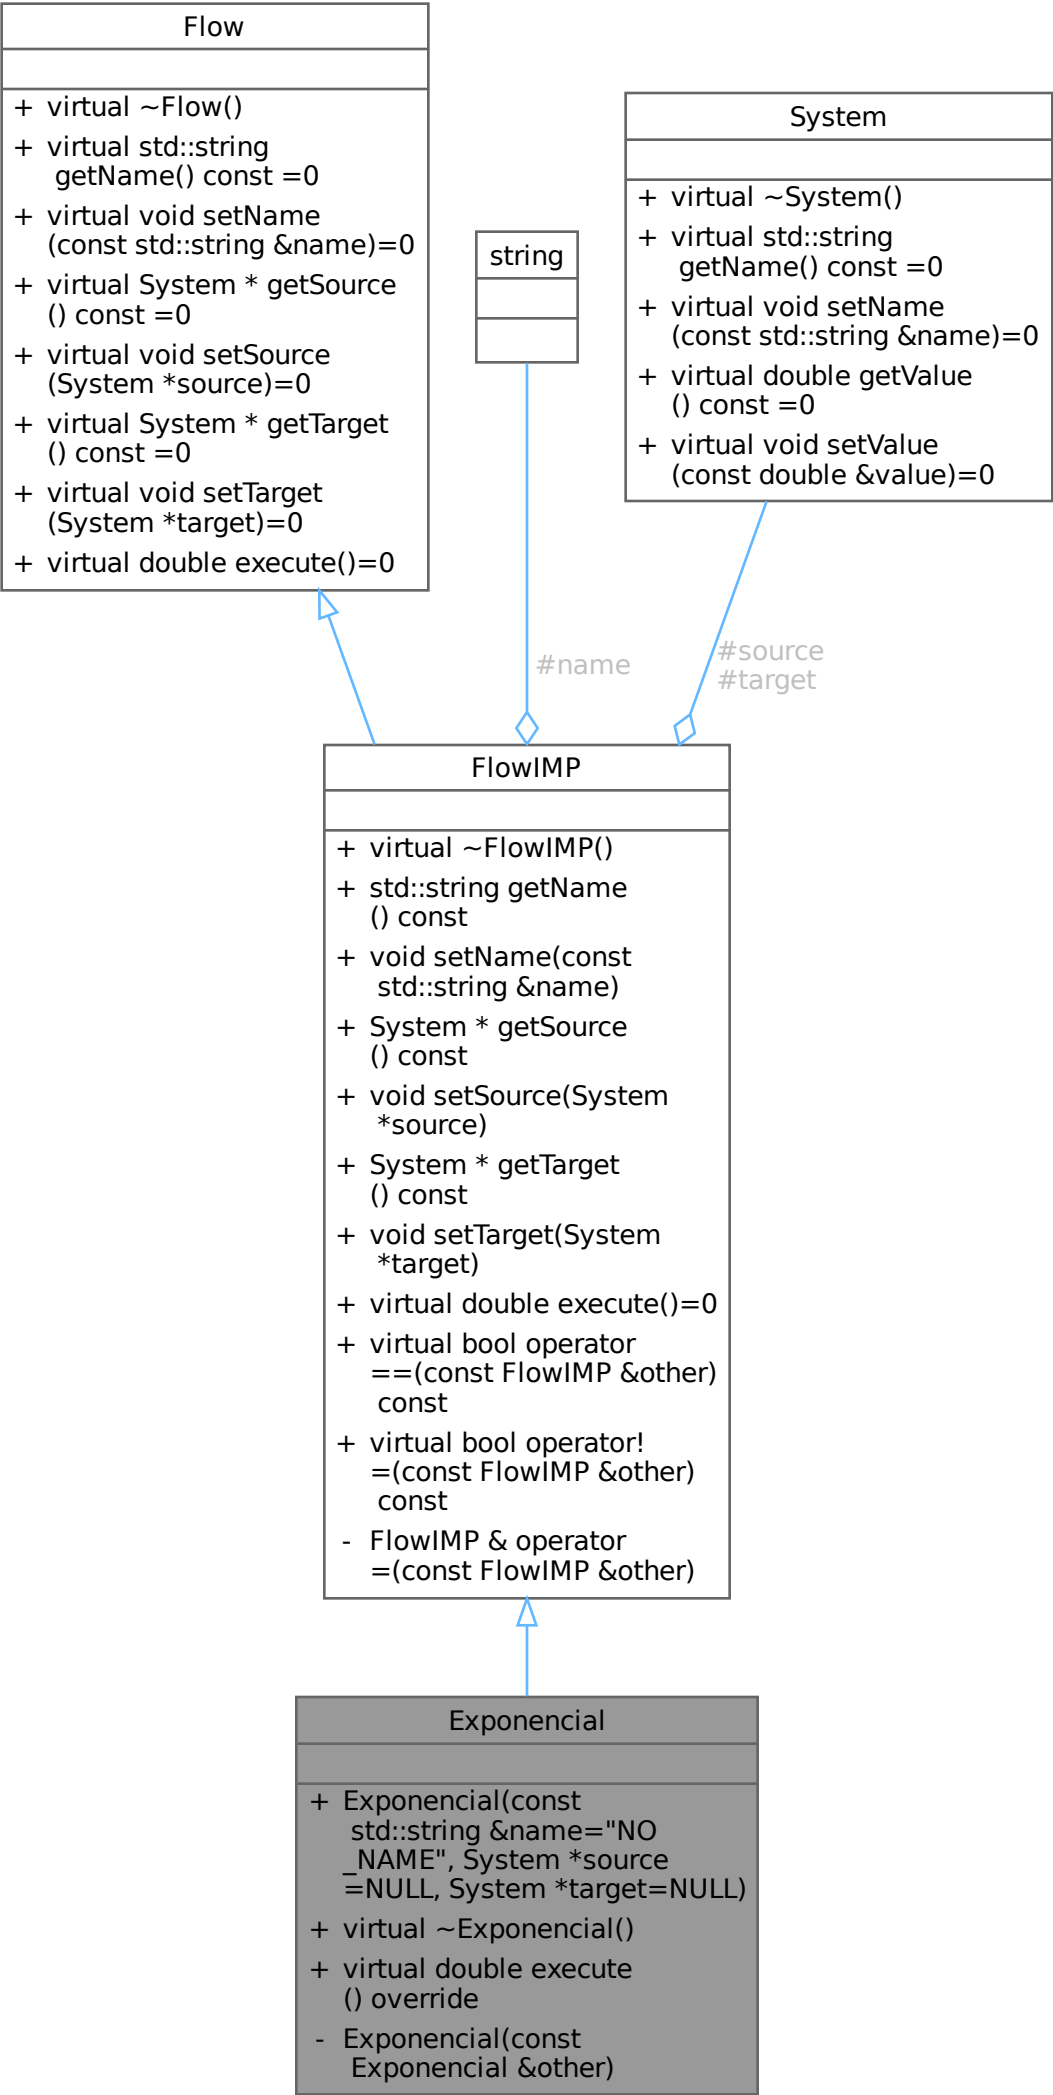 Flow
+ virtual ~Flow()
+ virtual std::string
getName() const =0
+ virtual void setName
(const std::string &name)=0
+ virtual System * getSource
() const =0
+ virtual void setSource
(System *source)=0
+ virtual System * getTarget
() const =0
+ virtual void setTarget
(System *target)=0
+ virtual double execute()=0
string
System
+ virtual ~System()
+ virtual std::string
getName() const =0
+ virtual void setName
(const std::string &name)=0
+ virtual double getValue
() const =0
+ virtual void setValue
(const double &value)=0
#name
#source
#target
FlowIMP
+ virtual ~FlowIMP()
+ std::string getName
() const
+ void setName(const
std::string &name)
+ System * getSource
() const
+ void setSource(System
*source)
+ System * getTarget
() const
+ void setTarget(System
*target)
+ virtual double execute()=0
+ virtual bool operator
==(const FlowIMP &other)
const
+ virtual bool operator!
=(const FlowIMP &other)
const
- FlowIMP & operator
=(const FlowIMP &other)
Exponencial
+ Exponencial(const
std::string &name="NO
_NAME", System *source
=NULL, System *target=NULL)
+ virtual ~Exponencial()
+ virtual double execute
() override
- Exponencial(const
Exponencial &other)